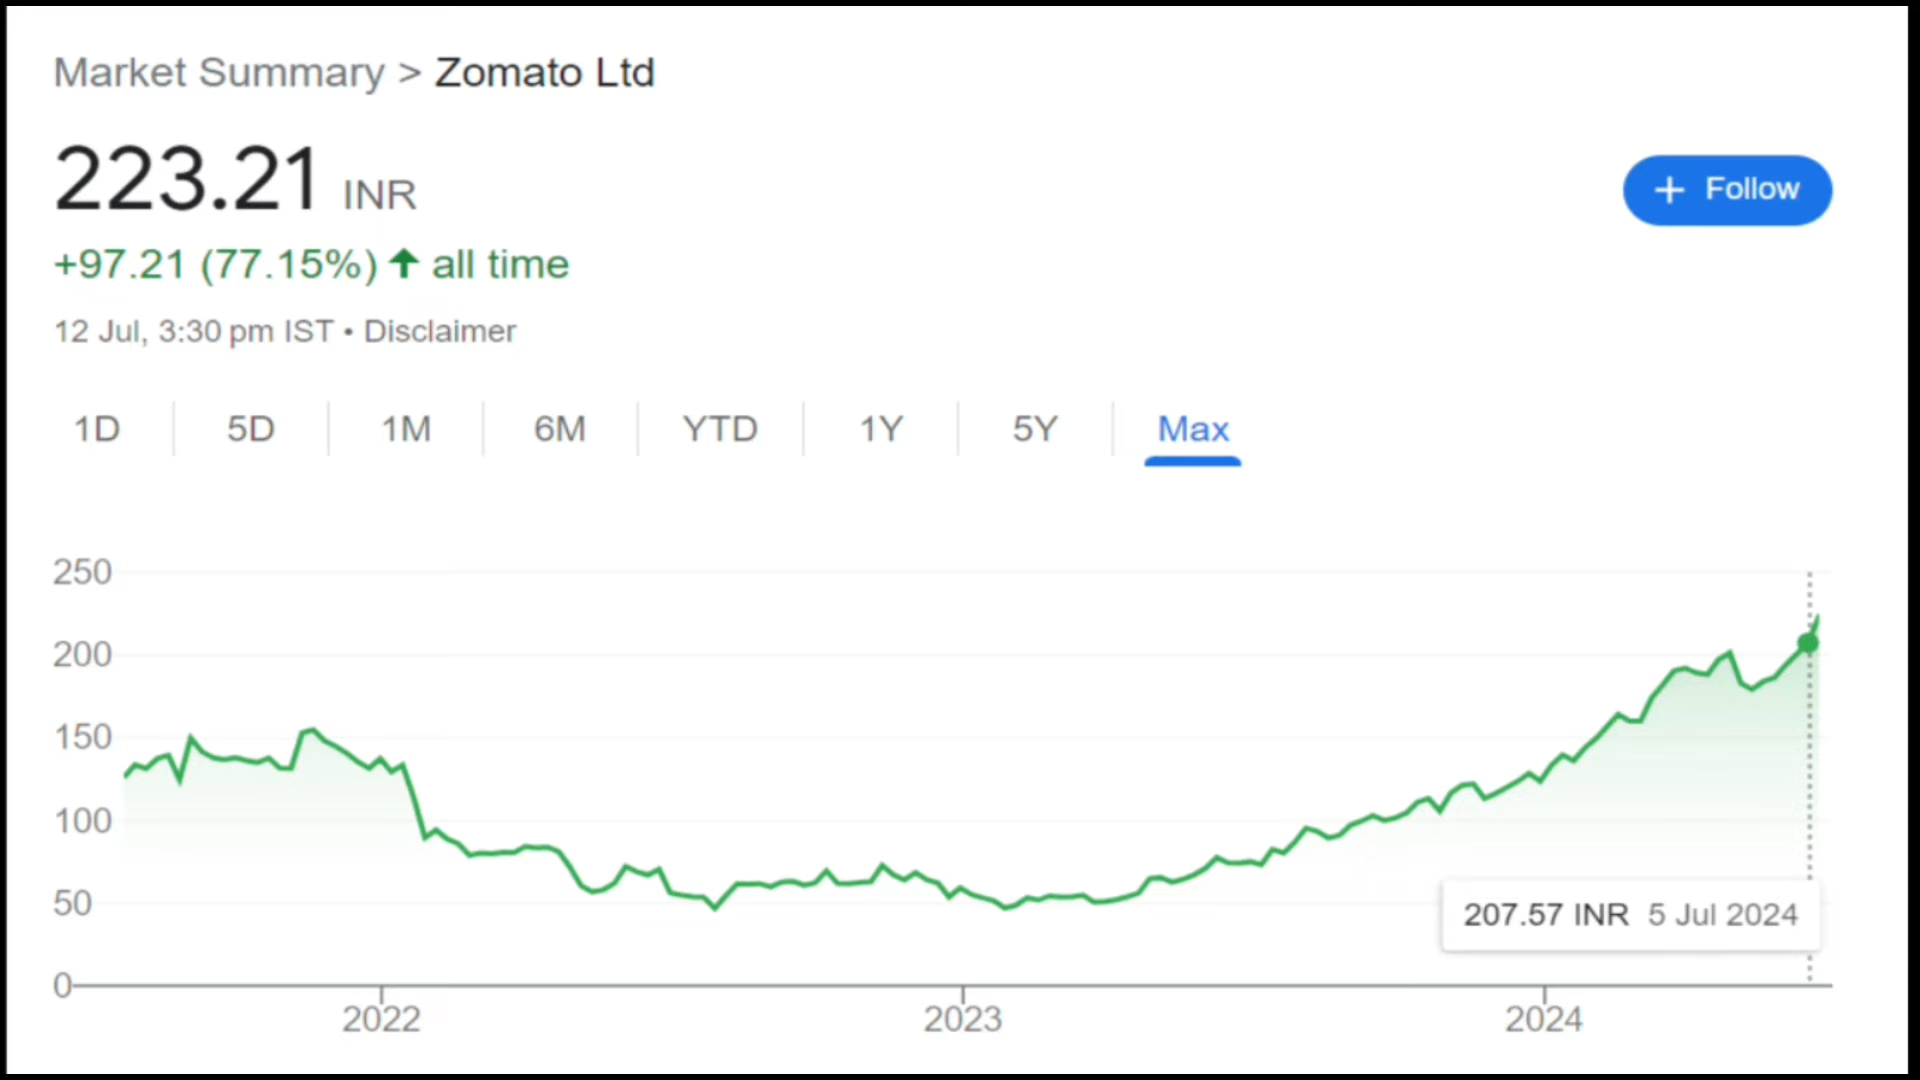 Market Summary > Zomato Ltd
223.21 INR
+ Follow
+97.21 (77.15%) ↑ all time
12 Jul, 3:30 pm IST • Disclaimer
1D 5D 1M 6M YTD 1Y 5Y Max
250
200
150
100
50
207.57 INR 5 Jul 2024
0
2022 2023 2024